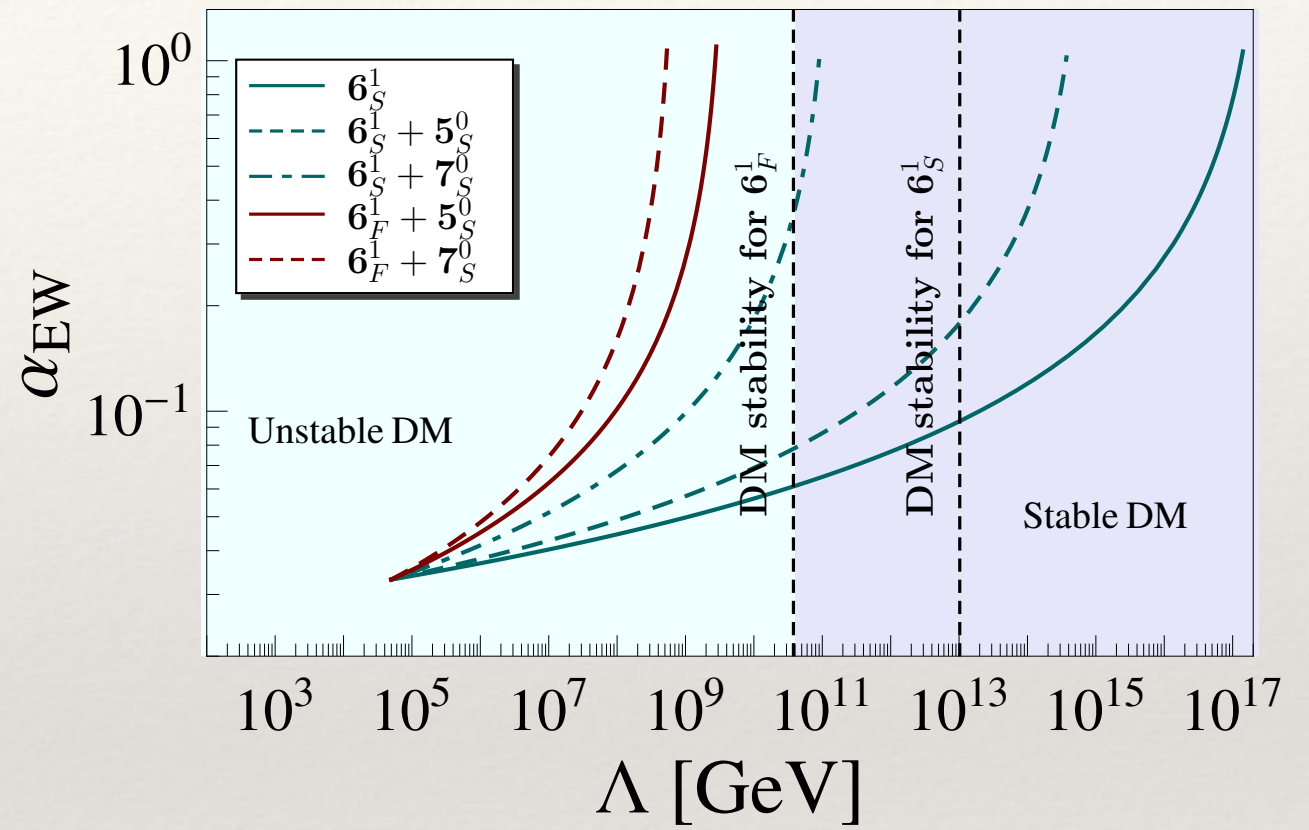 10^0
10^{-1}
α_EW
6^1_S
6^1_S + 5^0_S
6^1_S + 7^0_S
6^1_F + 5^0_S
6^1_F + 7^0_S
DM stability for 6^1_F
DM stability for 6^1_S
Unstable DM
Stable DM
10^3 10^5 10^7 10^9 10^11 10^13 10^15 10^17
Λ [GeV]